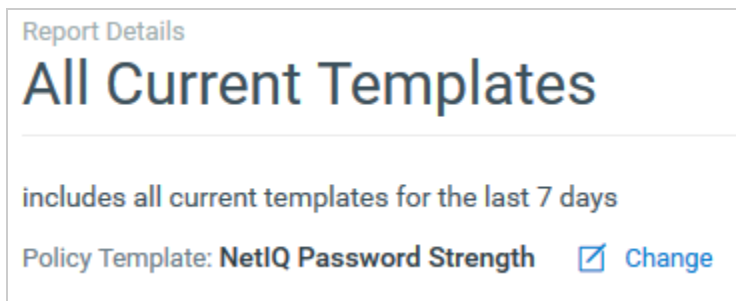 Report Details
All Current Templates
includes all current templates for the last 7 days
Policy Template: NetIQ Password Strength Change